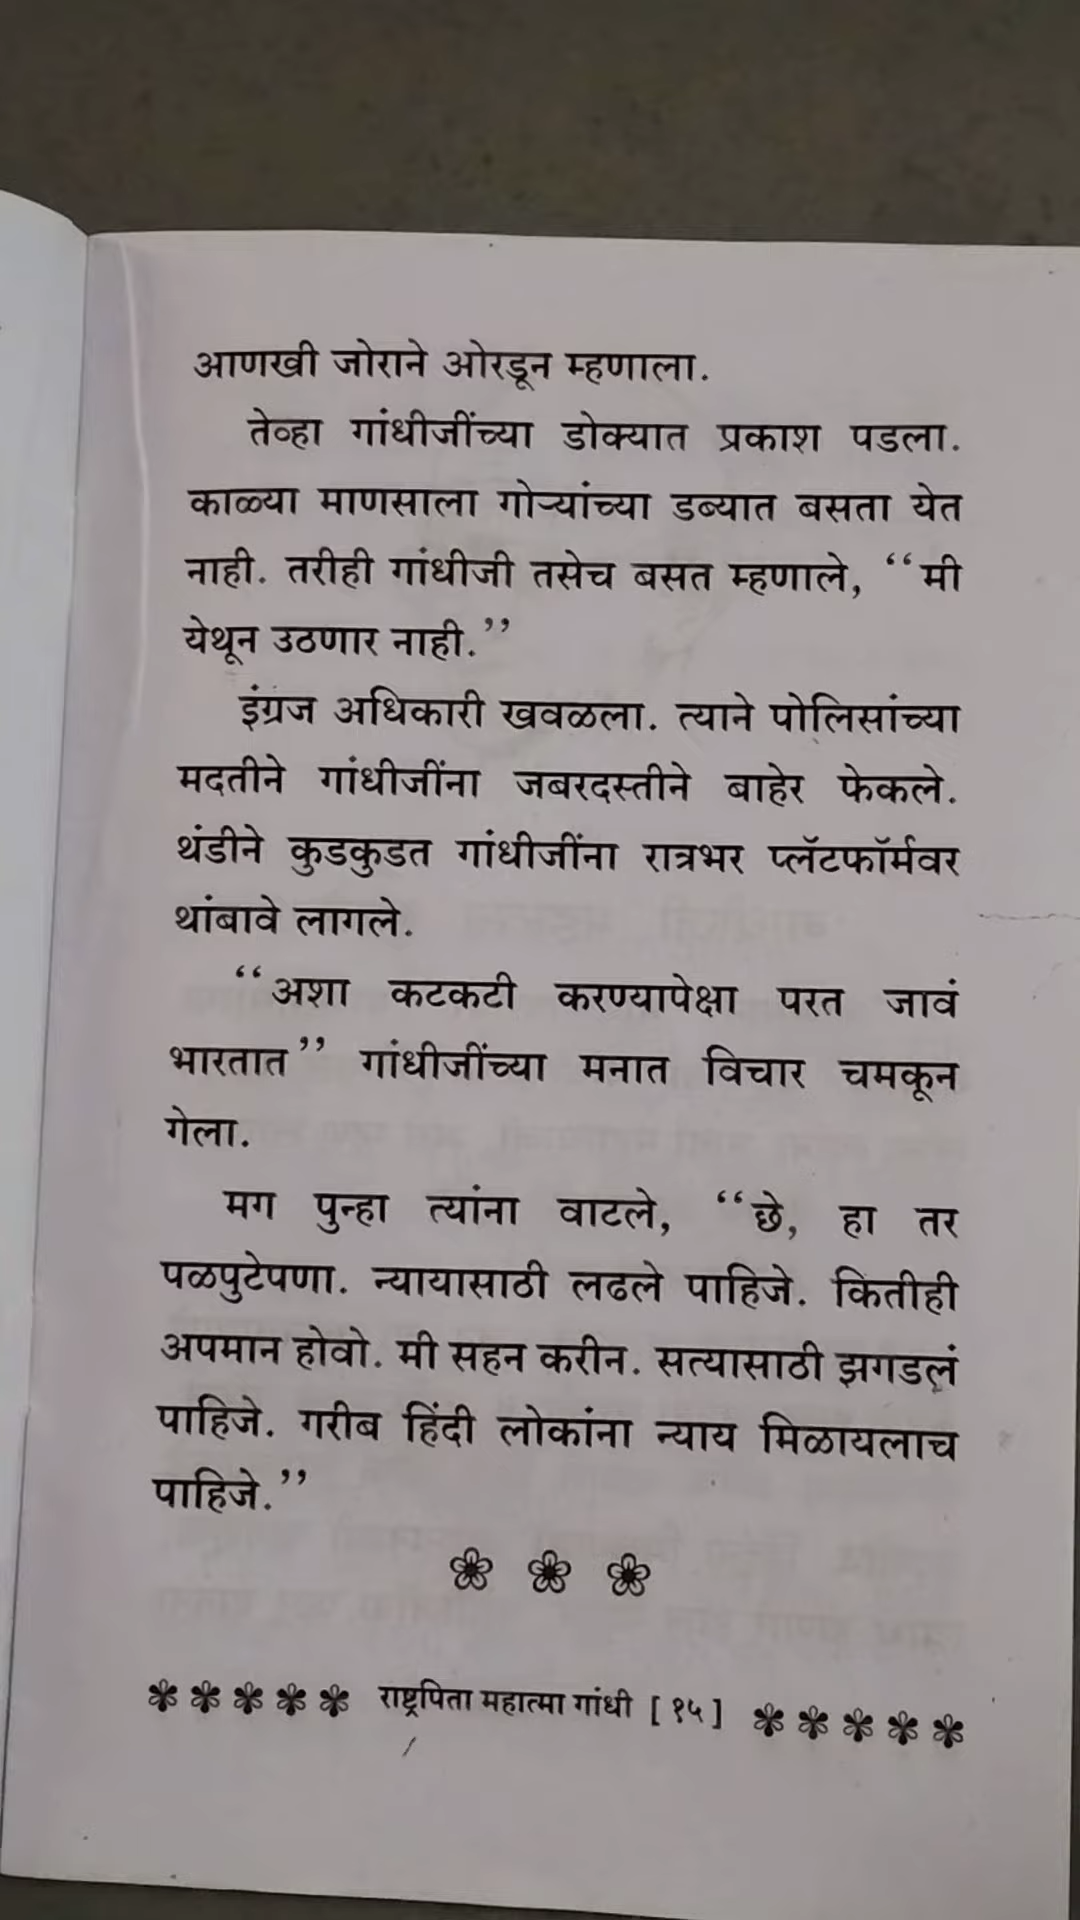 आणखी जोराने ओरडून म्हणाला.
तेव्हा गांधीजींच्या डोक्यात प्रकाश पडला.
काळ्या माणसाला गोऱ्यांच्या डब्यात बसता येत
नाही. तरीही गांधीजी तसेच बसत म्हणाले, “मी
येथून उठणार नाही.”
इंग्रज अधिकारी खवळला. त्याने पोलिसांच्या
मदतीने गांधीजींना जबरदस्तीने बाहेर फेकले.
थंडीने कुडकुडत गांधीजींना रात्रभर प्लॅटफॉर्मवर
थांबावे लागले.
“अशा कटकटी करण्यापेक्षा परत जावं
भारतात” गांधीजींच्या मनात विचार चमकून
गेला.
मग पुन्हा त्यांना वाटले, “छे, हा तर
पळपुटेपणा. न्यायासाठी लढले पाहिजे. कितीही
अपमान होवो. मी सहन करीन. सत्यासाठी झगडलं
पाहिजे. गरीब हिंदी लोकांना न्याय मिळायलाच
पाहिजे.”
राष्ट्रपिता महात्मा गांधी [ १५ ]